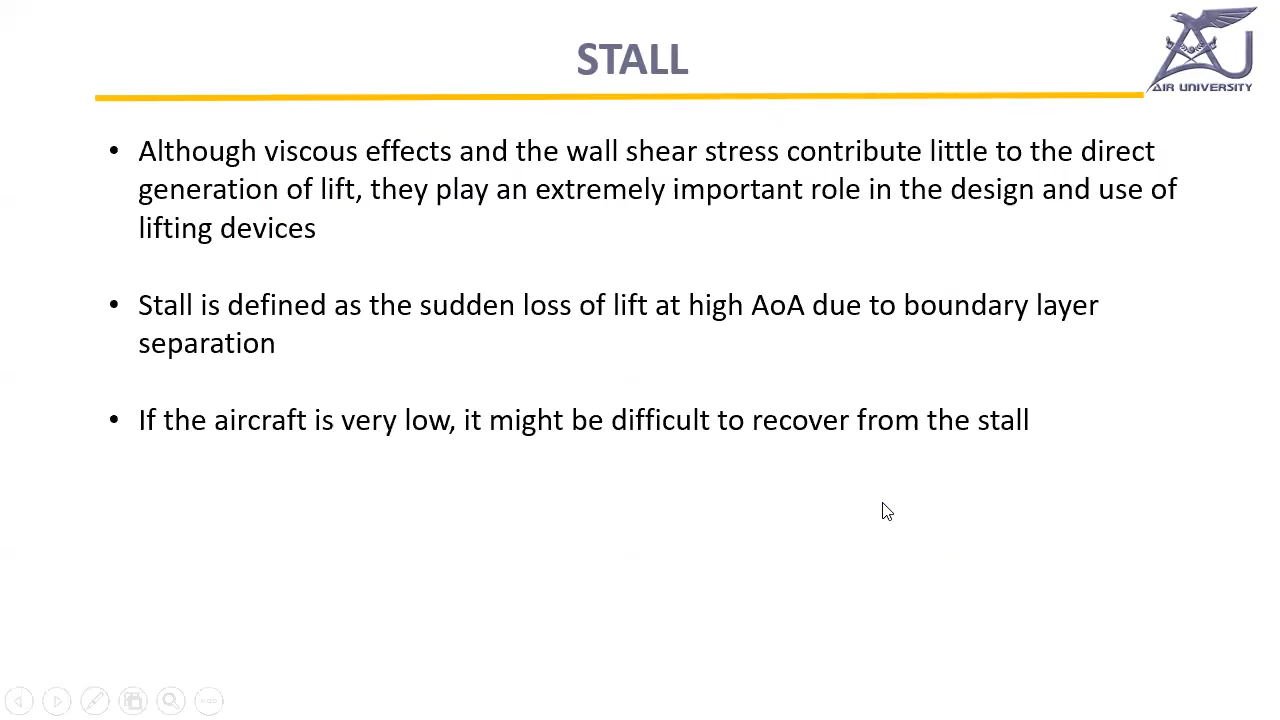 STALL
AIR UNIVERSITY
• Although viscous effects and the wall shear stress contribute little to the direct
generation of lift, they play an extremely important role in the design and use of
lifting devices
• Stall is defined as the sudden loss of lift at high AoA due to boundary layer
separation
• If the aircraft is very low, it might be difficult to recover from the stall